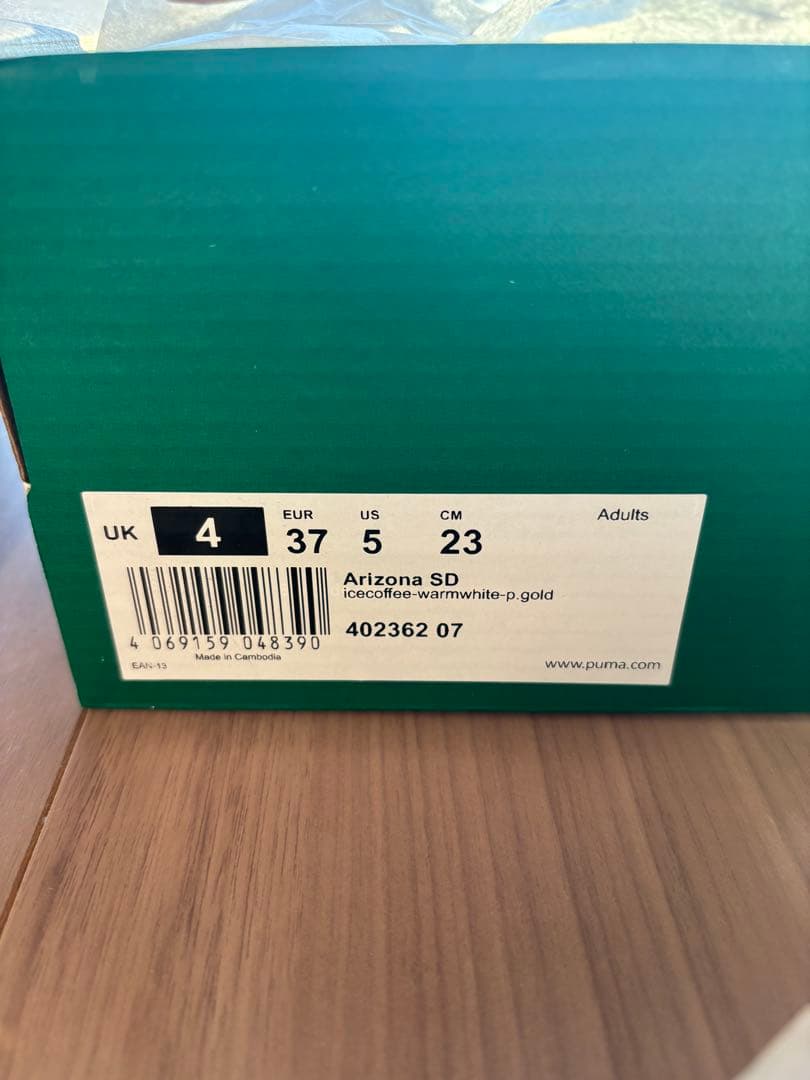 UK 4 EUR 37 US 5 CM 23 Adults
Arizona SD
icecoffee-warmwhite-p.gold
402362 07
4 069159 048390
Made in Cambodia
EAN-13
www.puma.com